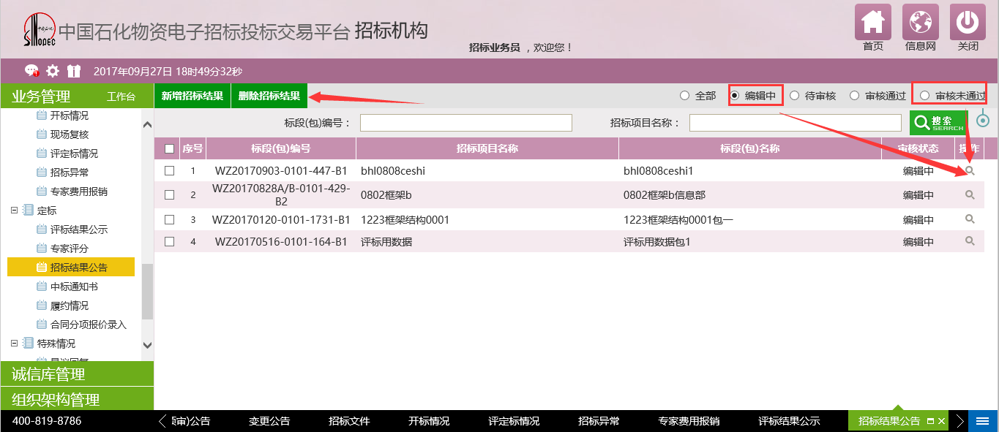 SINOPEC
中国石化物资电子招标投标交易平台 招标机构
招标业务员 ，欢迎您！
首页 信息网 关闭
2017年09月27日 18时49分32秒
业务管理 工作台
新增招标结果 删除招标结果
全部 编辑中 待审核 审核通过 审核未通过
开标情况
现场复核
评定标情况
招标异常
专家费用报销
定标
评标结果公示
专家评分
招标结果公告
中标通知书
履约情况
合同分项报价录入
特殊情况
诚信库管理
组织架构管理
标段(包)编号： 招标项目名称： 搜索
SEARCH
序号 标段(包)编号 招标项目名称 标段(包)名称 审核状态 操作
1 WZ20170903-0101-447-B1 bhl0808ceshi bhl0808ceshi1 编辑中
2 WZ20170828A/B-0101-429-B2 0802框架b 0802框架b信息部 编辑中
3 WZ20170120-0101-1731-B1 1223框架结构0001 1223框架结构0001包一 编辑中
4 WZ20170516-0101-164-B1 评标用数据 评标用数据包1 编辑中
400-819-8786 审)公告 变更公告 招标文件 开标情况 评定标情况 招标异常 专家费用报销 评标结果公示 招标结果公告